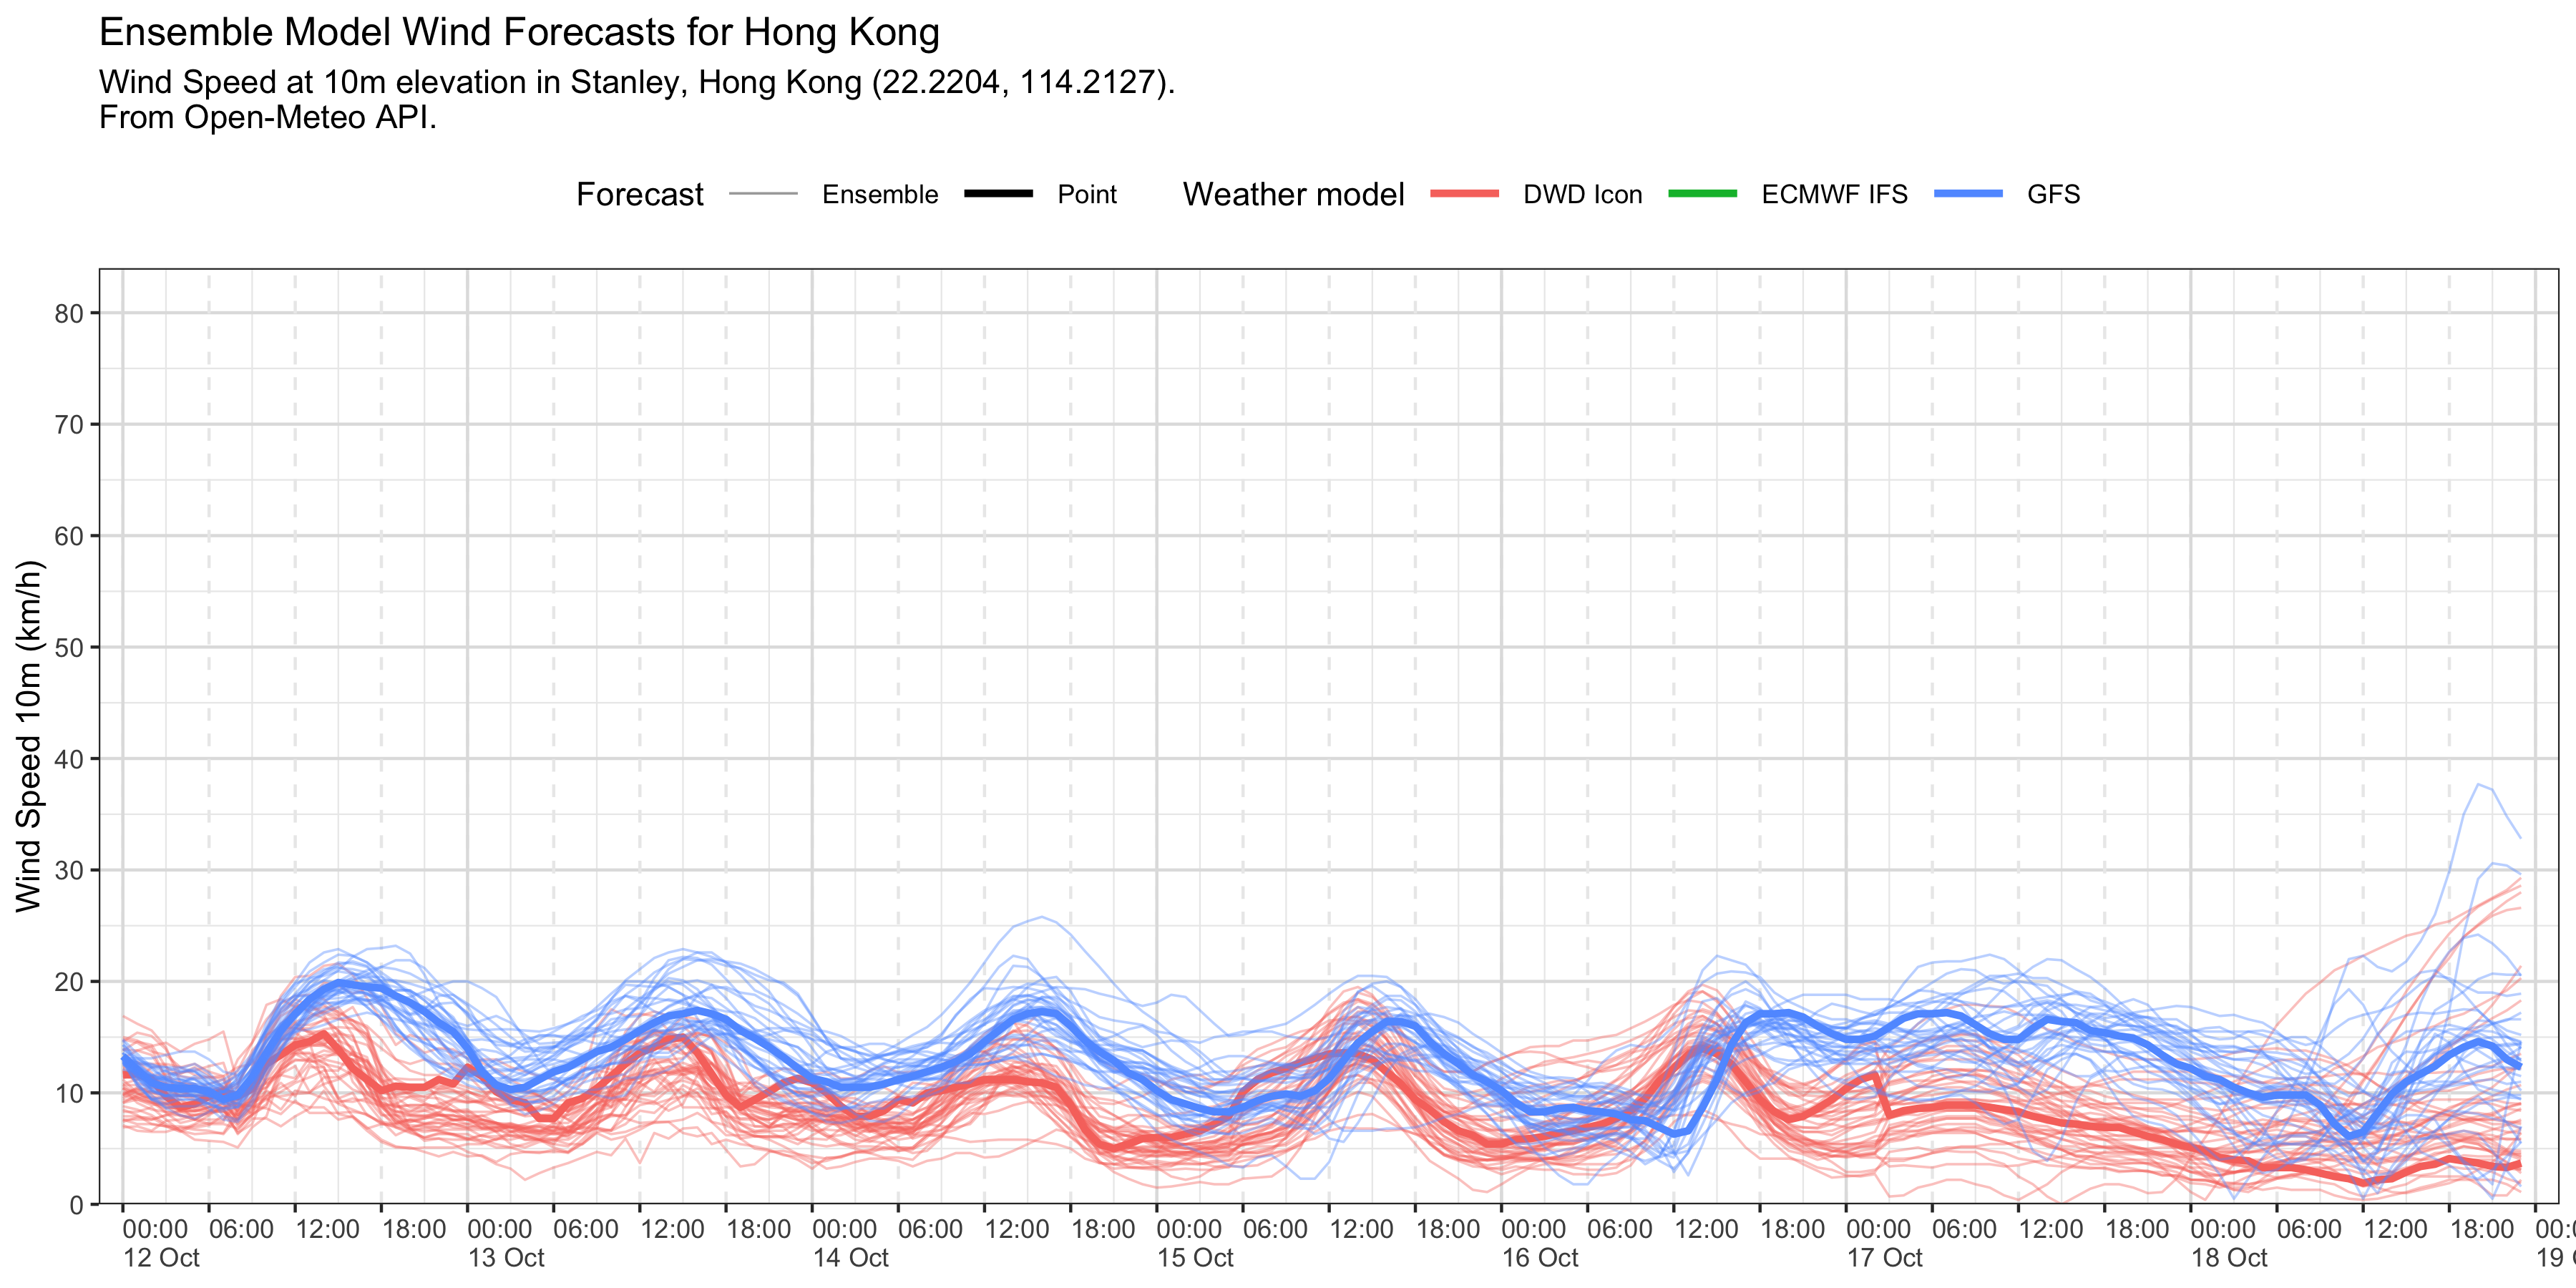 Ensemble Model Wind Forecasts for Hong Kong
Wind Speed at 10m elevation in Stanley, Hong Kong (22.2204, 114.2127).
From Open-Meteo API.
Forecast Ensemble Point Weather model DWD Icon ECMWF IFS GFS
Wind Speed 10m (km/h)
80
70
60
50
40
30
20
10
0
00:00 06:00 12:00 18:00 00:00 06:00 12:00 18:00 00:00 06:00 12:00 18:00 00:00 06:00 12:00 18:00 00:00 06:00 12:00 18:00 00:00 06:00 12:00 18:00 00:00 06:00 12:00 18:00
12 Oct 13 Oct 14 Oct 15 Oct 16 Oct 17 Oct 18 Oct 19